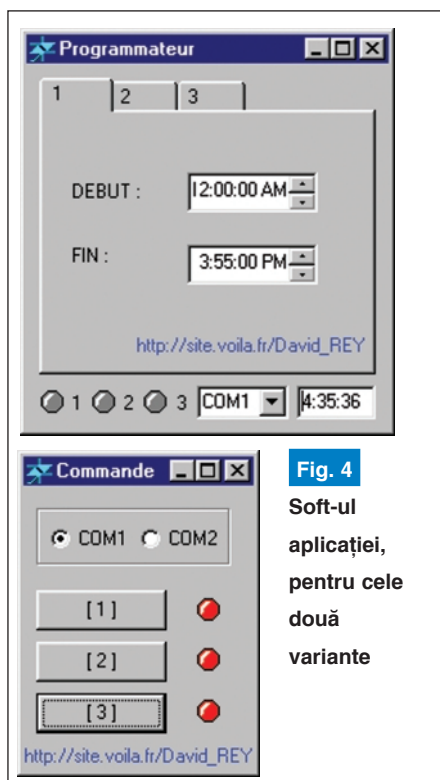 Programmateur
1 2 3
DEBUT : 12:00:00 AM
FIN : 3:55:00 PM
http://site.voila.fr/David_REY
1 2 3 COM1 4:35:36
Commande
COM1 COM2
[1]
[2]
[3]
http://site.voila.fr/David_REY
Fig. 4
Soft-ul
aplicației,
pentru cele
două
variante